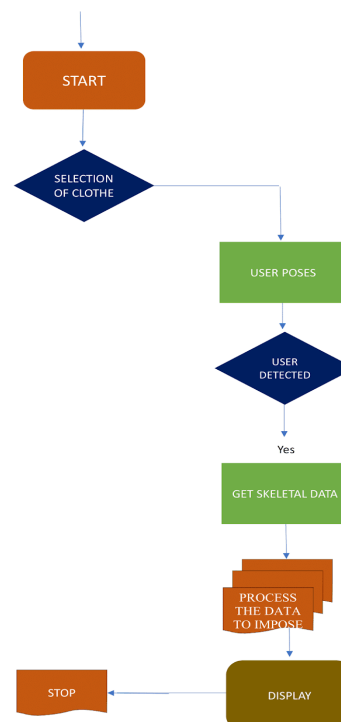 START
SELECTION
OF CLOTHE
USER POSES
USER
DETECTED
Yes
GET SKELETAL DATA
PROCESS
THE DATA
TO IMPOSE
STOP
DISPLAY